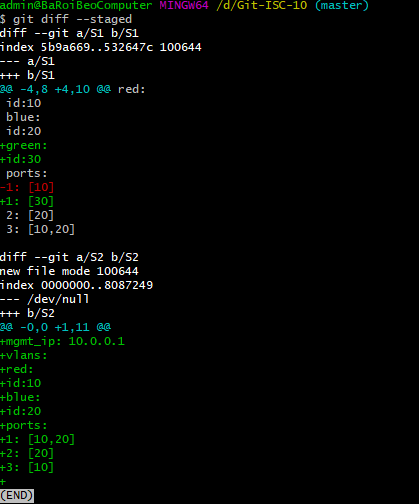 admin@BaRoiBeoComputer MINGW64 /d/Git-ISC-10 (master)
$ git diff --staged
diff --git a/S1 b/S1
index 5b9a669..532647c 100644
--- a/S1
+++ b/S1
@@ -4,8 +4,10 @@ red:
 id:10
 blue:
 id:20
+green:
+id:30
 ports:
-1: [10]
+1: [30]
 2: [20]
 3: [10,20]

diff --git a/S2 b/S2
new file mode 100644
index 0000000..8087249
--- /dev/null
+++ b/S2
@@ -0,0 +1,11 @@
+mgmt_ip: 10.0.0.1
+vlans:
+red:
+id:10
+blue:
+id:20
+ports:
+1: [10,20]
+2: [20]
+3: [10]
+
(END)